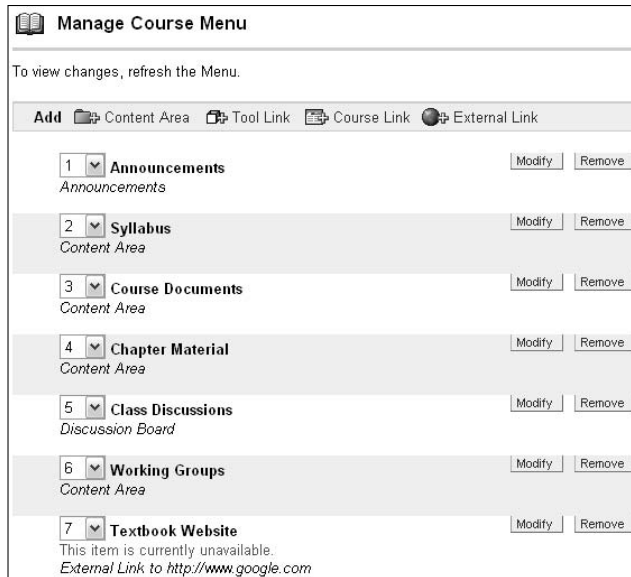 Manage Course Menu
To view changes, refresh the Menu.
Add Content Area Tool Link Course Link External Link
1 Announcements Modify Remove
Announcements
2 Syllabus Modify Remove
Content Area
3 Course Documents Modify Remove
Content Area
4 Chapter Material Modify Remove
Content Area
5 Class Discussions Modify Remove
Discussion Board
6 Working Groups Modify Remove
Content Area
7 Textbook Website Modify Remove
This item is currently unavailable.
External Link to http://www.google.com